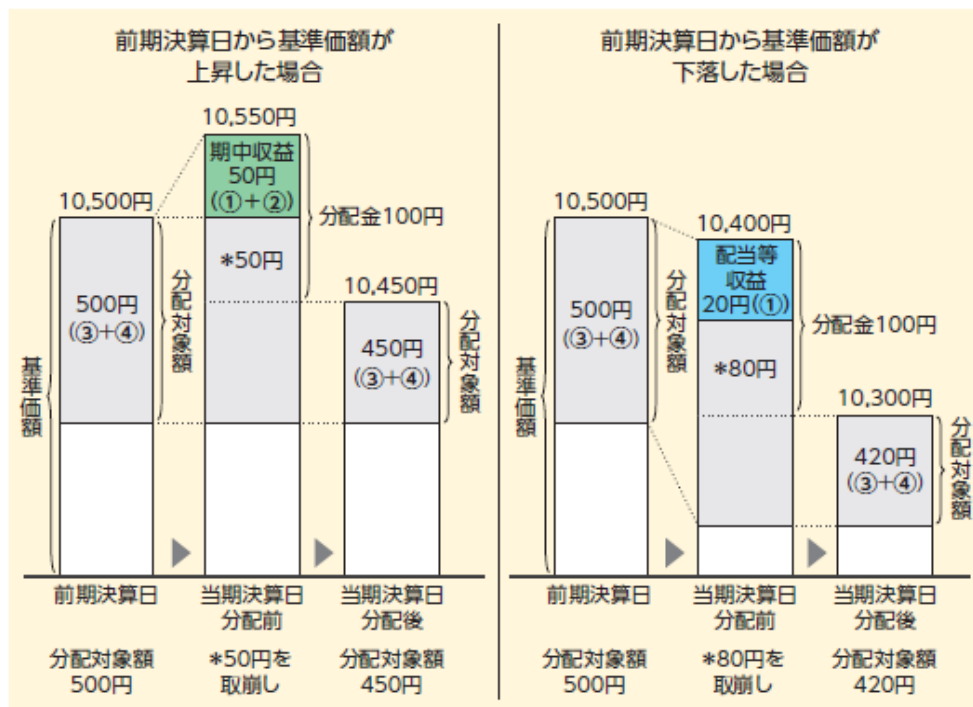 前期決算日から基準価額が
上昇した場合
10,550円
期中収益
50円
(①+②)
10,500円
分配金100円
*50円
10,450円
500円
(③+④)
分配対象額
450円
(③+④)
分配対象額
基準価額
前期決算日
当期決算日
分配前
当期決算日
分配後
分配対象額
500円
*50円を
取崩し
分配対象額
450円
前期決算日から基準価額が
下落した場合
10,500円
10,400円
配当等
収益
20円(①)
500円
(③+④)
分配対象額
分配金100円
*80円
10,300円
基準価額
420円
(③+④)
分配対象額
前期決算日
当期決算日
分配前
当期決算日
分配後
分配対象額
500円
*80円を
取崩し
分配対象額
420円